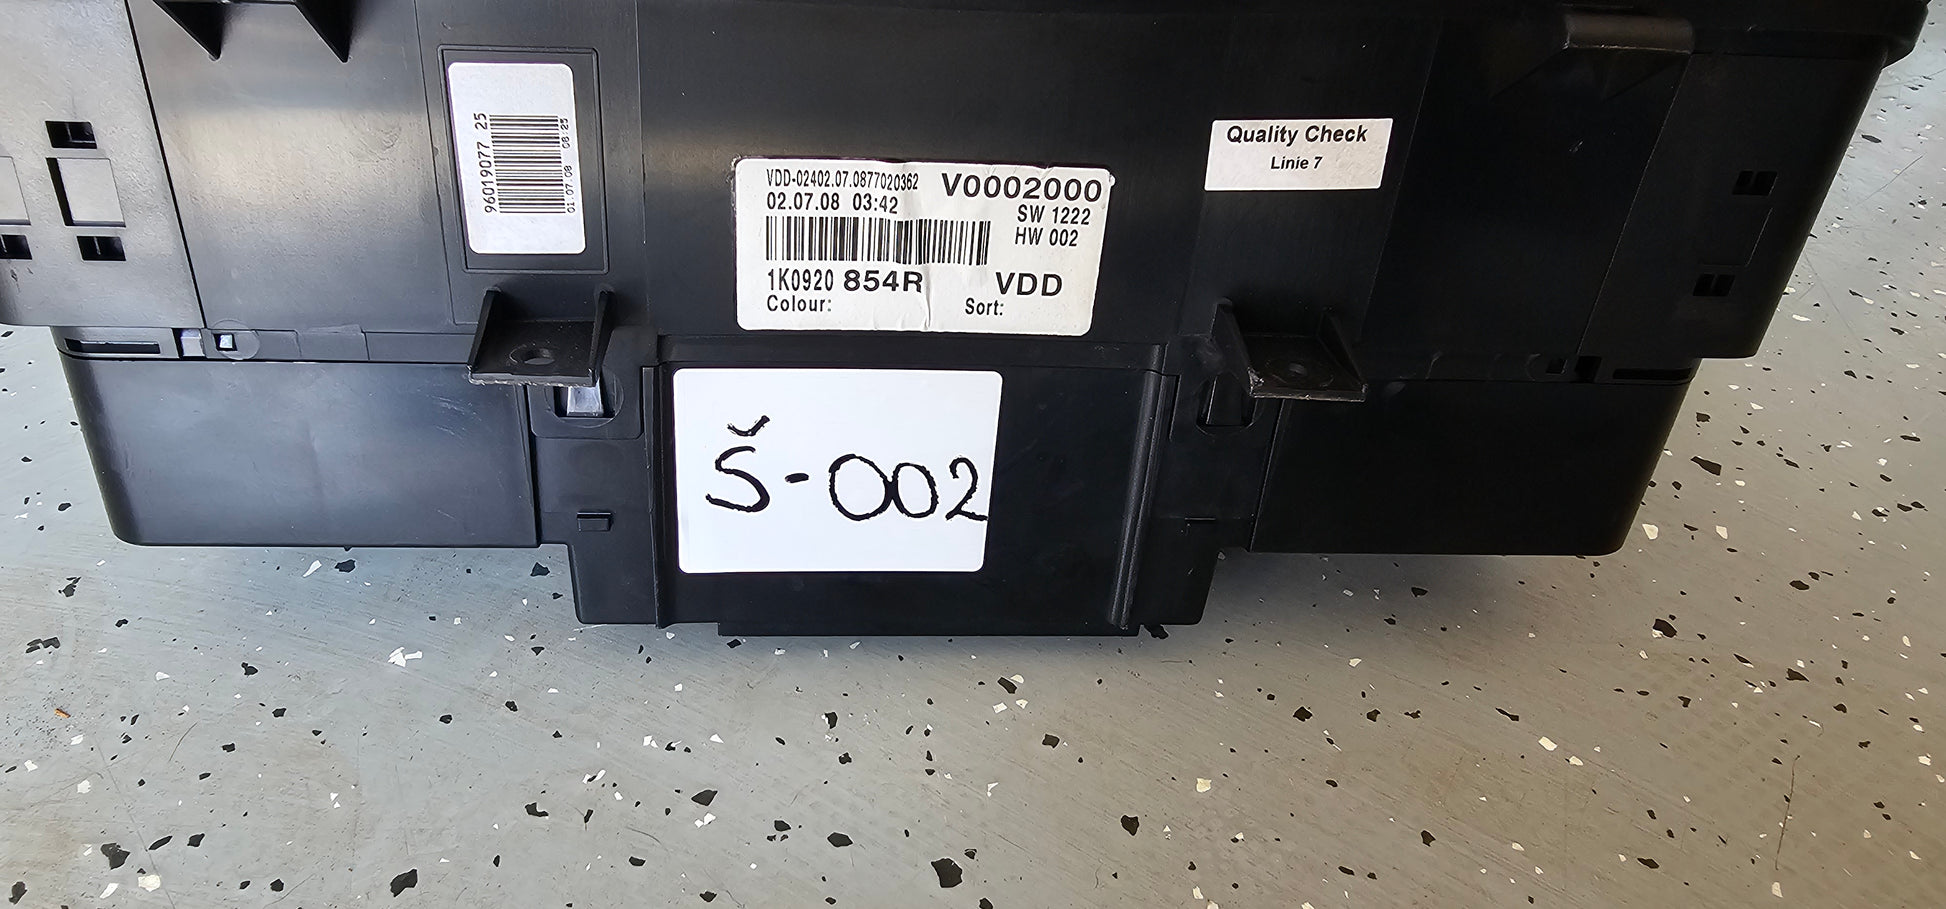 96019077 25
01.07.08 08:25
VDD-02402.07.0877020362
V0002000
02.07.08 03:42
SW 1222
HW 002
1K0920 854R VDD
Colour: Sort:
Quality Check
Linie 7
Š-002